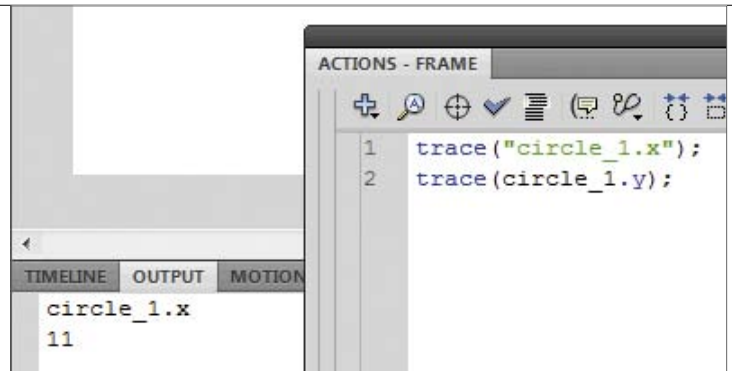 ACTIONS - FRAME
1 trace("circle_1.x");
2 trace(circle_1.y);
TIMELINE OUTPUT MOTION
circle_1.x
11